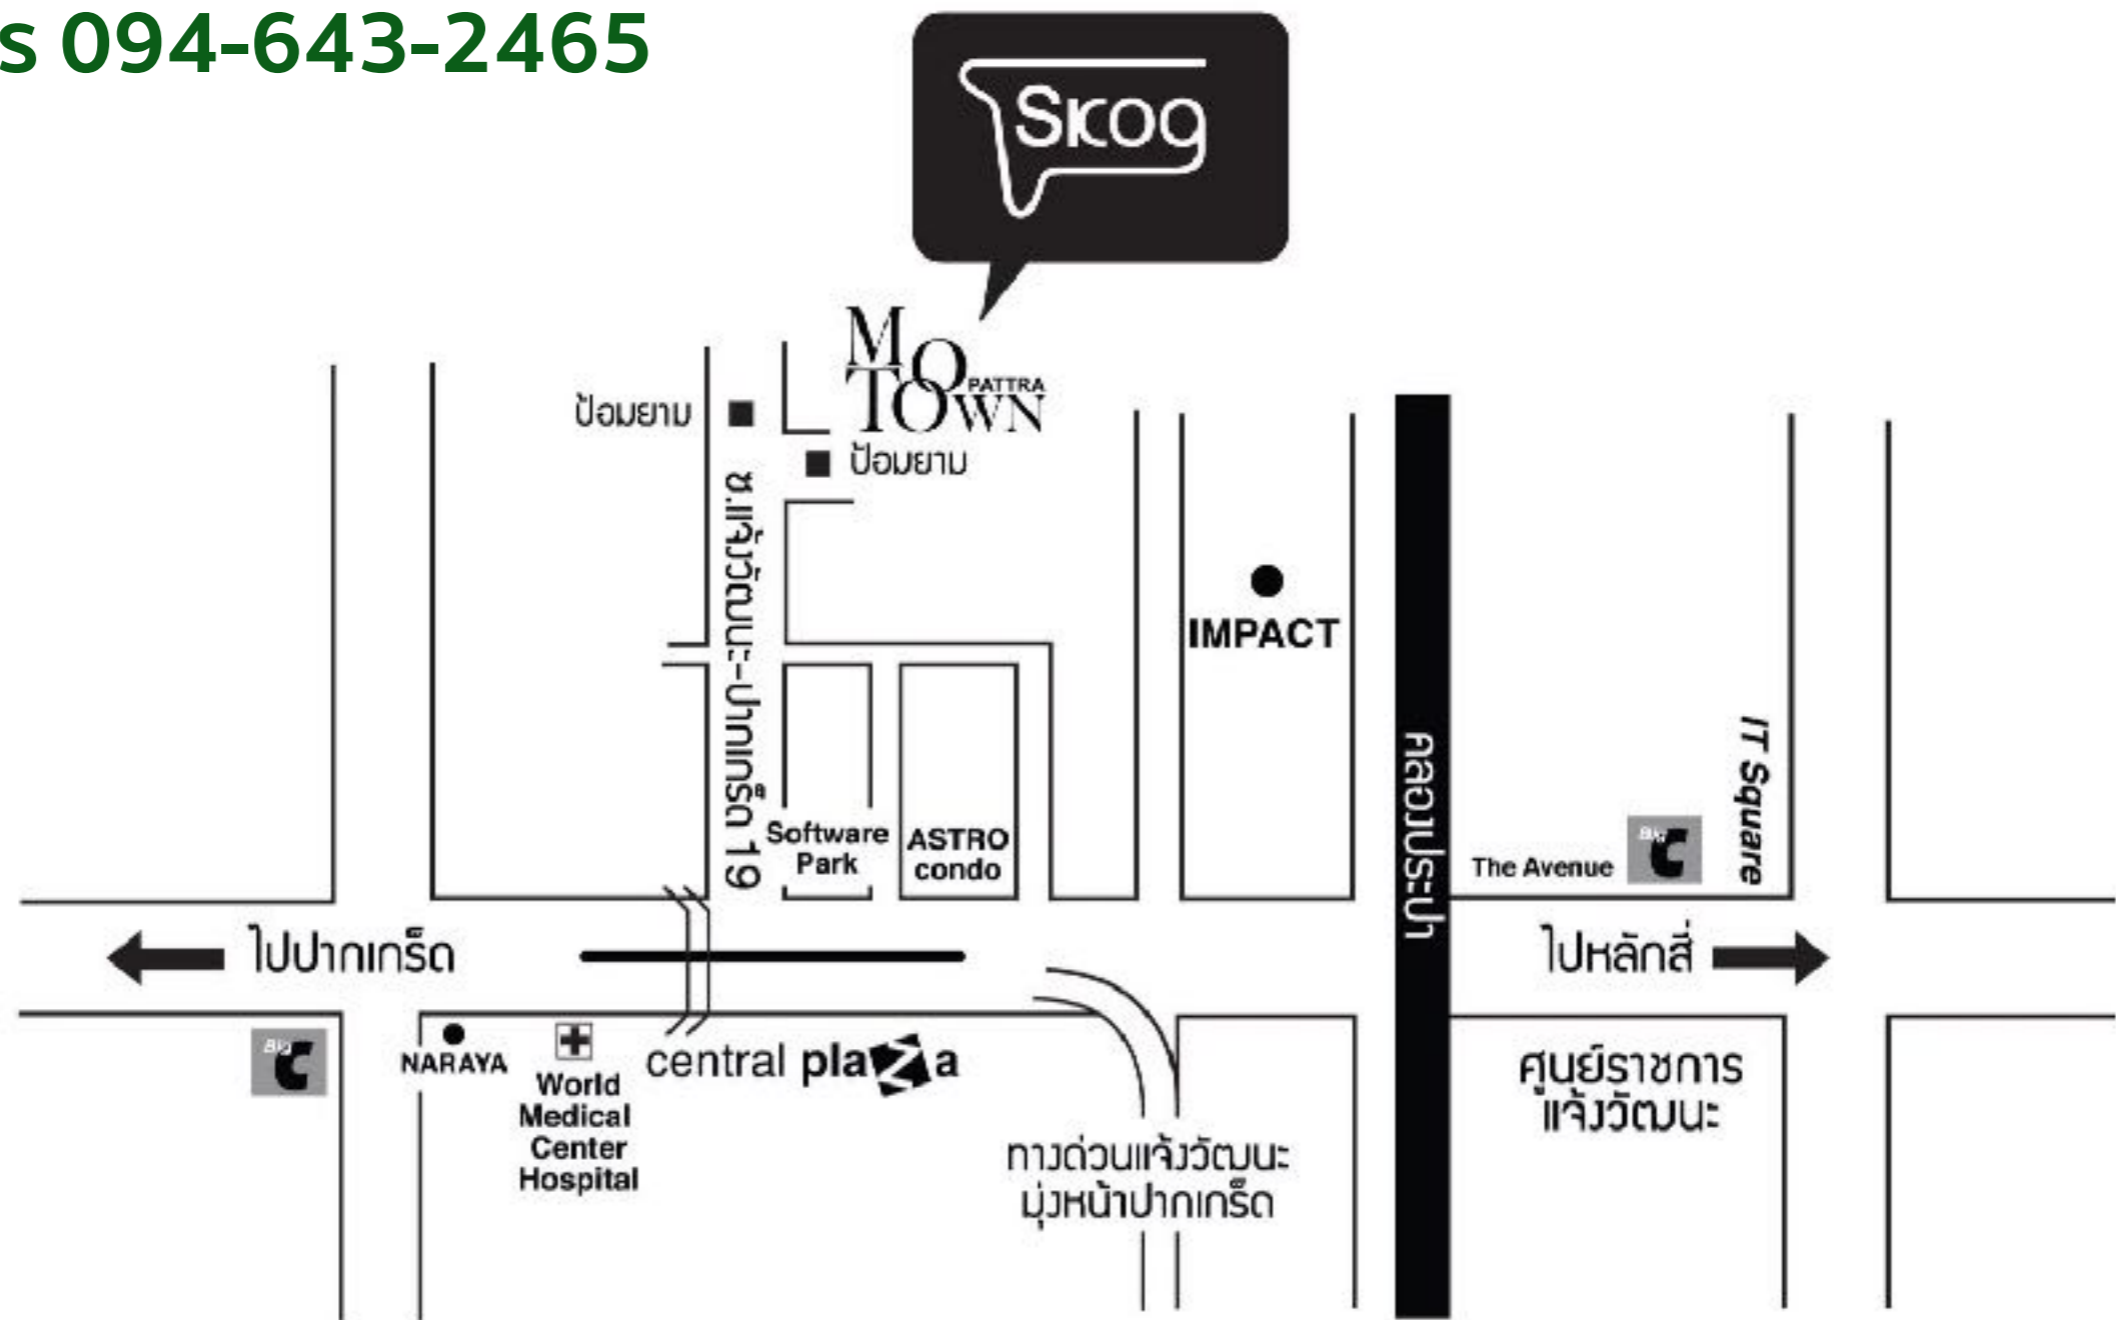 ร 094-643-2465
Skog
MOTOWN
PATTRA
ป้อมยาม
ป้อมยาม
ซ.แจ้งวัฒนะ-ปากเกร็ด 19
IMPACT
Software
Park
ASTRO
condo
คลองประปา
The Avenue
Big C
IT Square
ไปปากเกร็ด
ไปหลักสี่
Big C
NARAYA
World
Medical
Center
Hospital
central plaza
ศูนย์ราชการ
แจ้งวัฒนะ
ทางด่วนแจ้งวัฒนะ
มุ่งหน้าปากเกร็ด